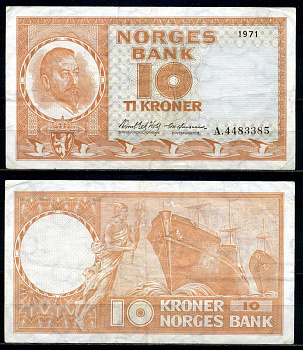 NORGES
1971
BANK
10
TI KRONER
A.4483385
10
KRONER
10
NORGES BANK